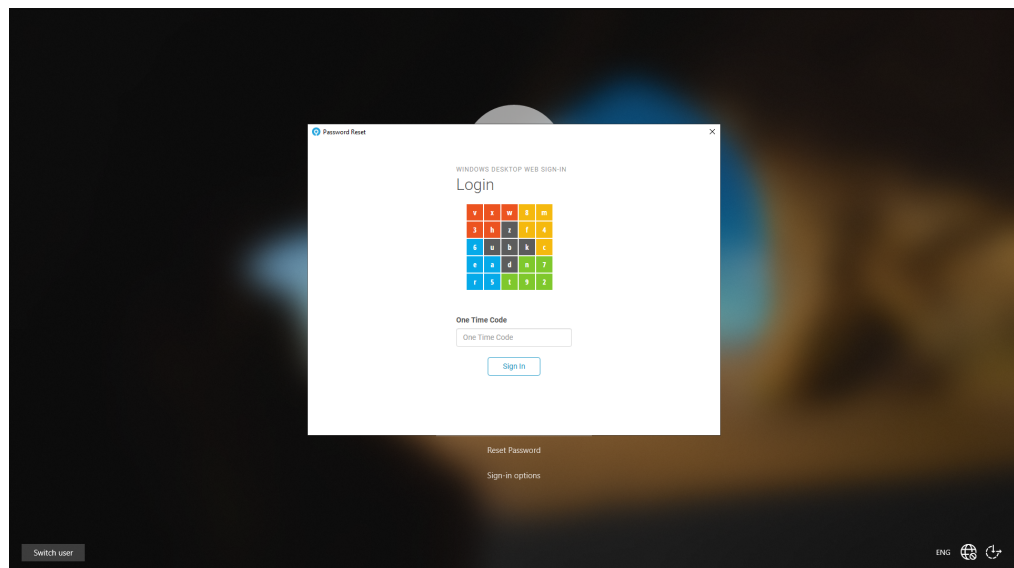 Password Reset
WINDOWS DESKTOP WEB SIGN-IN
Login
v x w 8 m
3 h z f 4
6 u b k c
e a d n 7
r 5 t 9 2
One Time Code
One Time Code
Sign In
Reset Password
Sign-in options
Switch user
ENG